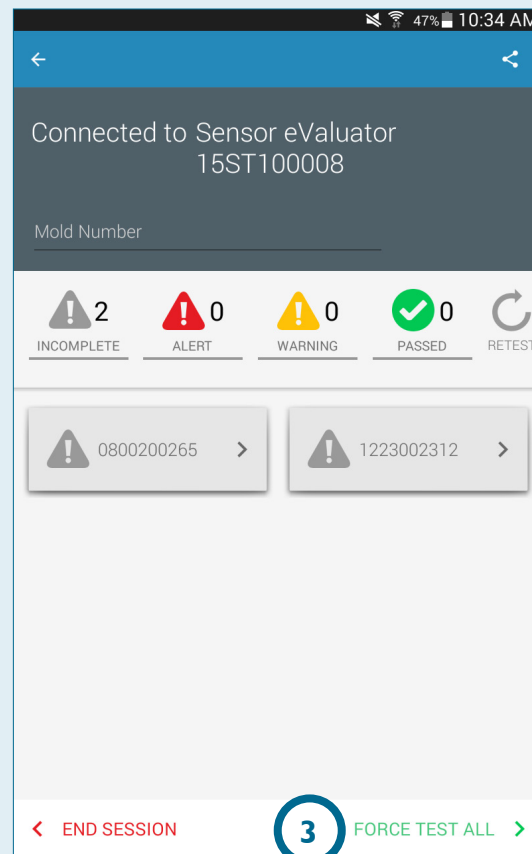 47% 10:34 AM
Connected to Sensor eValuator
15ST100008
Mold Number
2 0 0 0
INCOMPLETE ALERT WARNING PASSED RETEST
0800200265 1223002312
END SESSION 3 FORCE TEST ALL